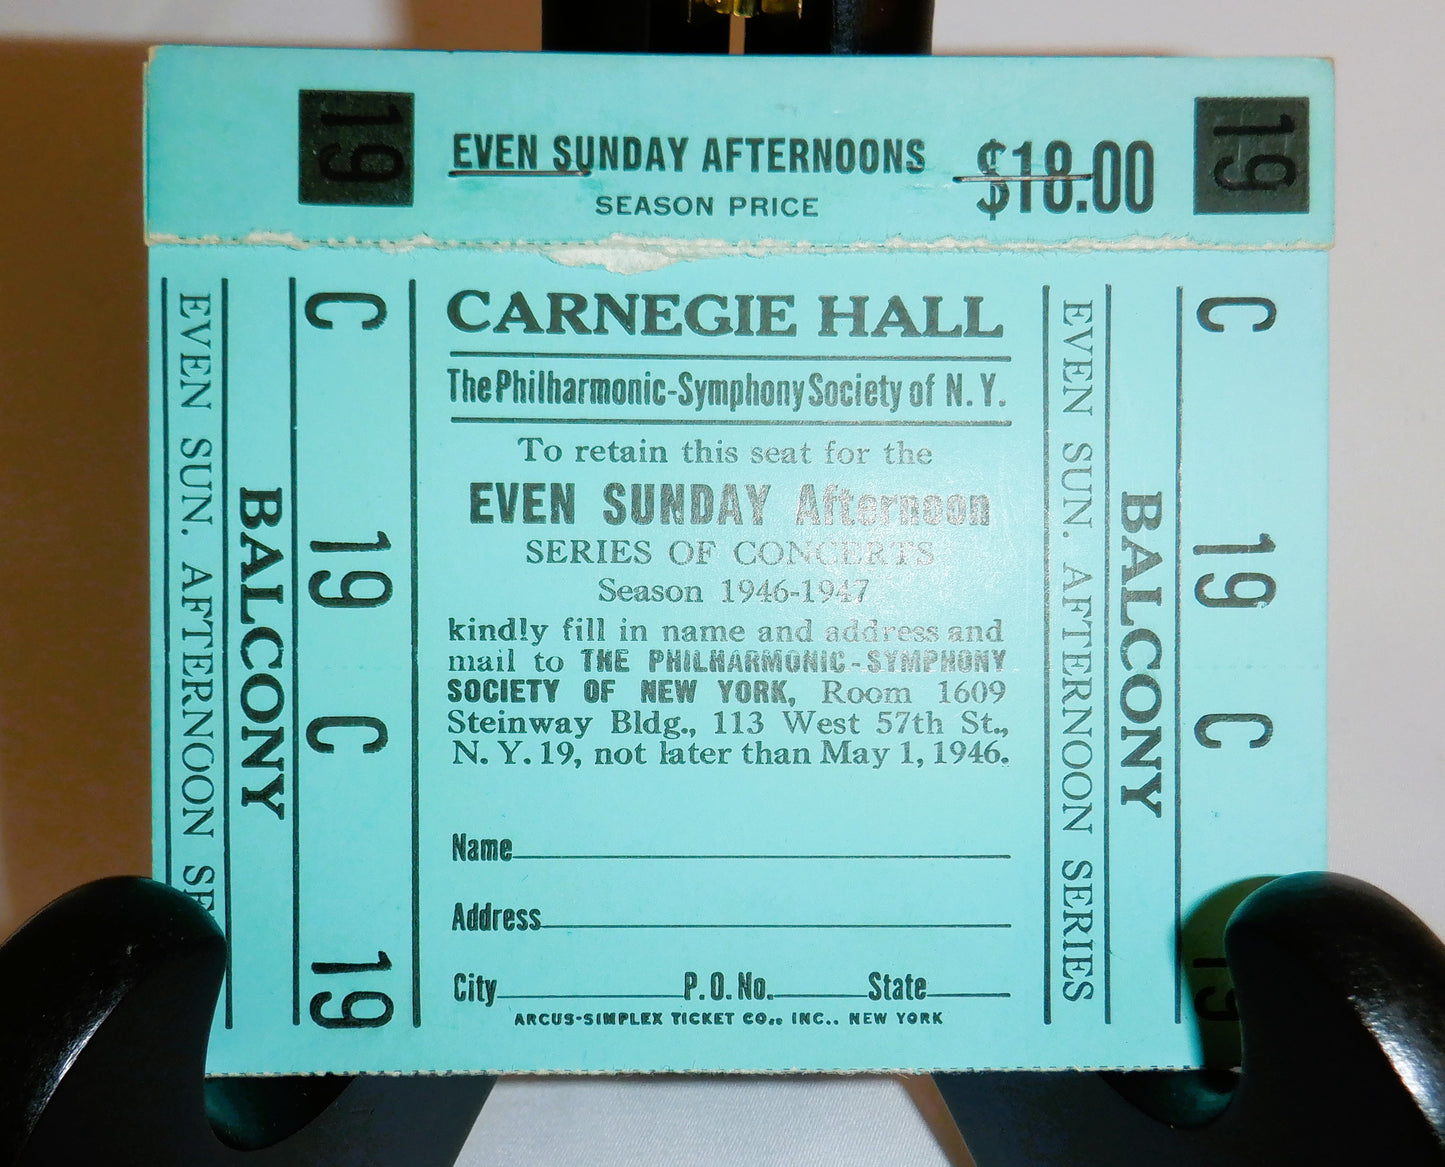 19
EVEN SUNDAY AFTERNOONS $18.00
SEASON PRICE
19
EVEN SUN. AFTERNOON SE
BALCONY
C 19 C 19
CARNEGIE HALL
The Philharmonic-Symphony Society of N.Y.
To retain this seat for the
EVEN SUNDAY Afternoon
SERIES OF CONCERTS
Season 1946-1947
kindly fill in name and address and
mail to THE PHILHARMONIC-SYMPHONY
SOCIETY OF NEW YORK, Room 1609
Steinway Bldg., 113 West 57th St.,
N. Y. 19, not later than May 1, 1946.
Name
Address
City P.O. No. State
ARCUS-SIMPLEX TICKET CO., INC., NEW YORK
EVEN SUN. AFTERNOON SERIES
BALCONY
C 19 C 19